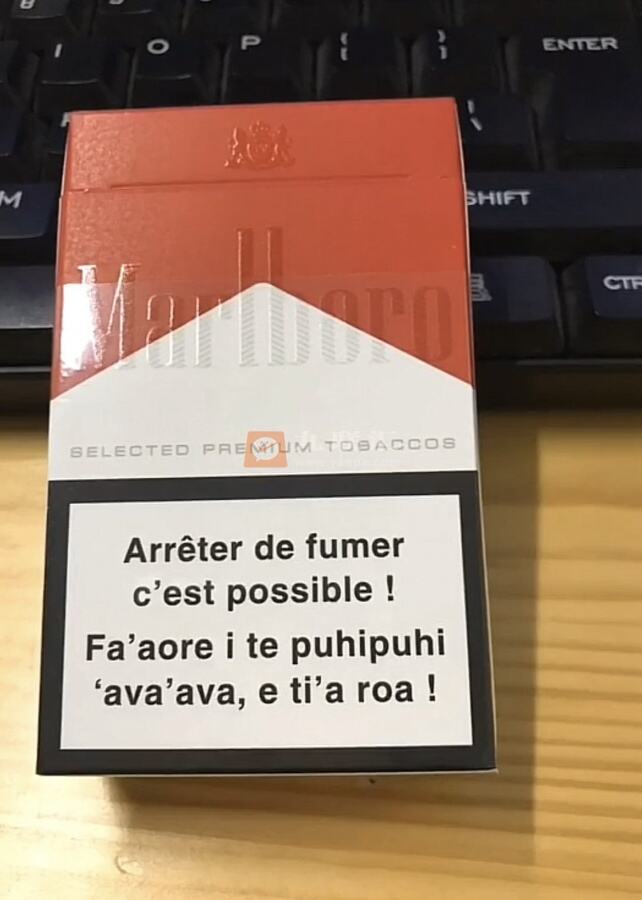 I O P { }
ENTER
M
SHIFT
CTR
Marlboro
SELECTED PREMIUM TOBACCOS
Arrêter de fumer
c’est possible !
Fa’aore i te puhipuhi
‘ava’ava, e ti’a roa !